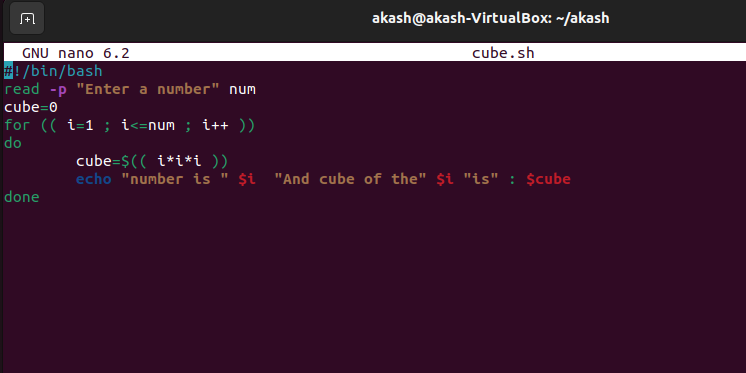 akash@akash-VirtualBox: ~/akash
GNU nano 6.2 cube.sh
#!/bin/bash
read -p "Enter a number" num
cube=0
for (( i=1 ; i<=num ; i++ ))
do
        cube=$(( i*i*i ))
        echo "number is " $i  "And cube of the" $i "is" : $cube
done